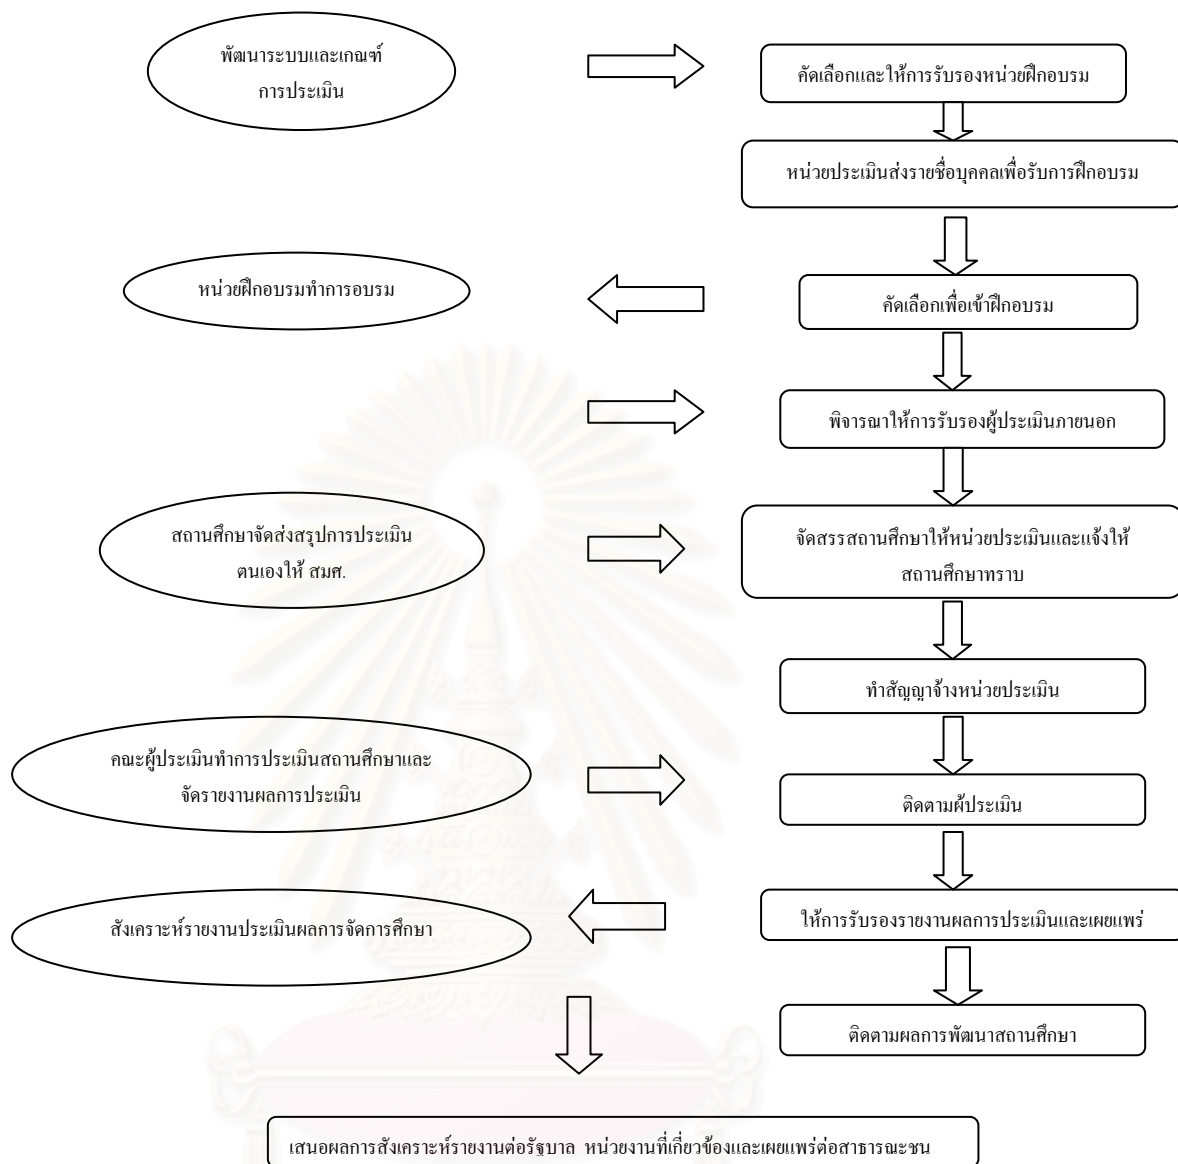 พัฒนาระบบและเกณฑ์
การประเมิน
คัดเลือกและให้การรับรองหน่วยฝึกอบรม
หน่วยประเมินส่งรายชื่อบุคคลเพื่อรับการฝึกอบรม
หน่วยฝึกอบรมทำการอบรม
คัดเลือกเพื่อเข้าฝึกอบรม
พิจารณาให้การรับรองผู้ประเมินภายนอก
สถานศึกษาจัดส่งสรุปการประเมิน
ตนเองให้ สมศ.
จัดสรรสถานศึกษาให้หน่วยประเมินและแจ้งให้
สถานศึกษาทราบ
ทำสัญญาจ้างหน่วยประเมิน
คณะผู้ประเมินทำการประเมินสถานศึกษาและ
จัดรายงานผลการประเมิน
ติดตามผู้ประเมิน
สังเคราะห์รายงานประเมินผลการจัดการศึกษา
ให้การรับรองรายงานผลการประเมินและเผยแพร่
ติดตามผลการพัฒนาสถานศึกษา
เสนอผลการสังเคราะห์รายงานต่อรัฐบาล หน่วยงานที่เกี่ยวข้องและเผยแพร่ต่อสาธารณะชน